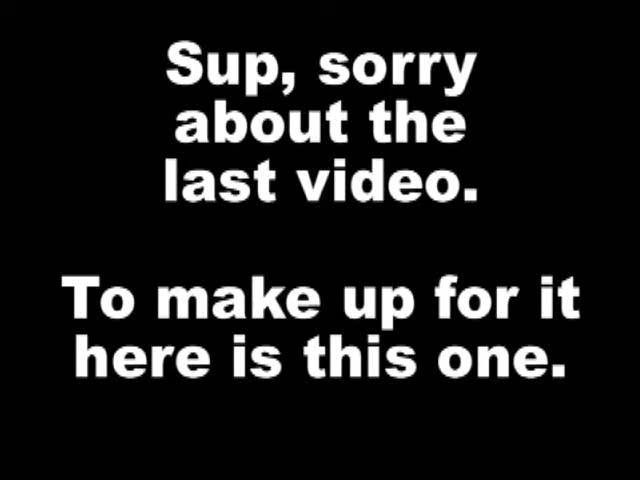 Sup, sorry
about the
last video.
To make up for it
here is this one.